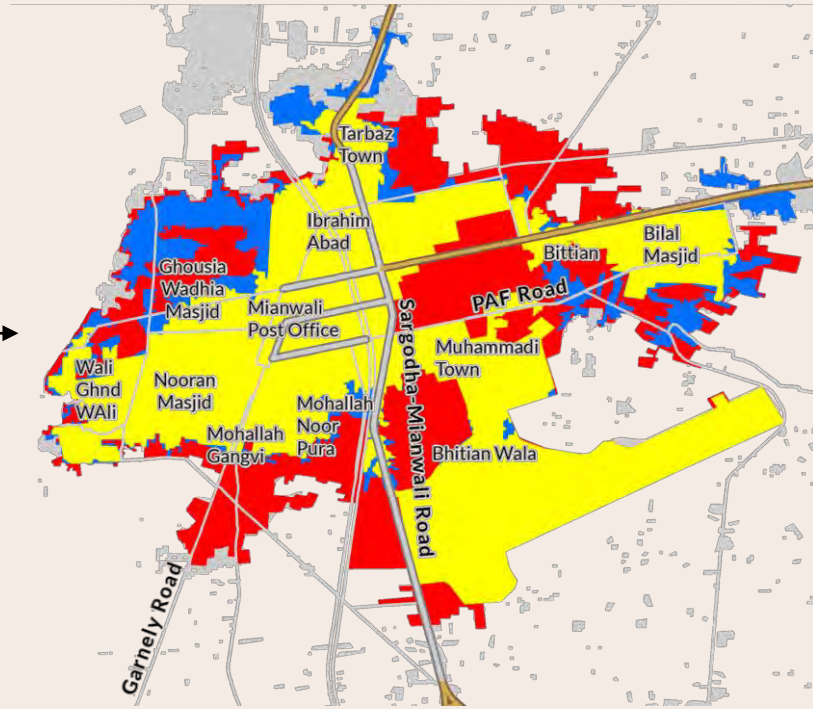 Tarbaz
Town
Ibrahim
Abad
Bittian
Bilal
Masjid
Ghousia
Wadhia
Masjid
PAF Road
Mianwali
Post Office
Sargodha-Mianwali Road
Muhammadi
Town
Wali
Ghnd
WAli
Nooran
Masjid
Mohallah
Noor
Pura
Mohallah
Gangvi
Bhitian Wala
Garnely Road